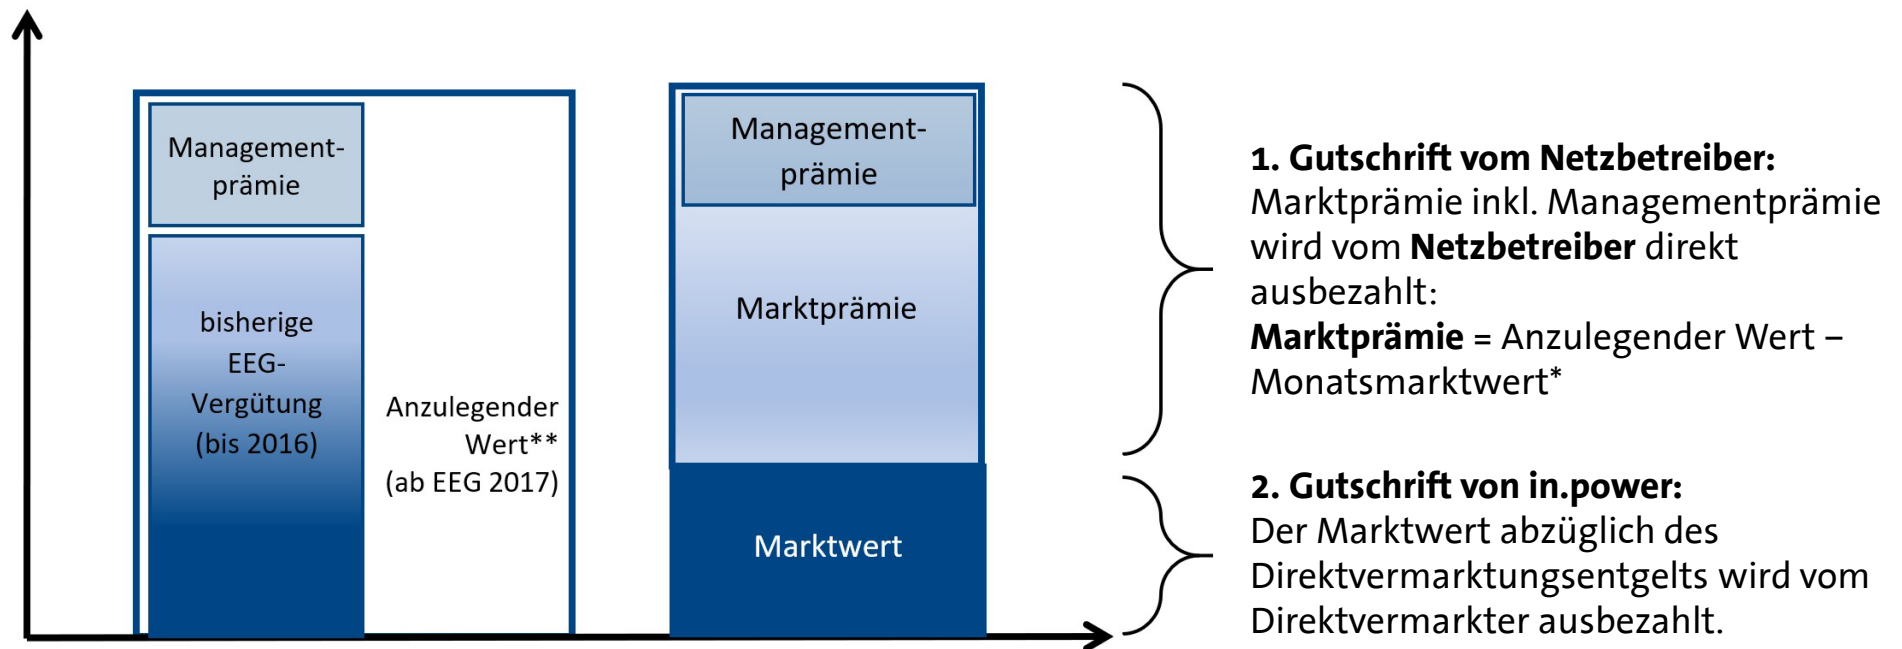 Management-
prämie
bisherige
EEG-
Vergütung
(bis 2016)
Anzulegender
Wert**
(ab EEG 2017)
Management-
prämie
Marktprämie
Marktwert
1. Gutschrift vom Netzbetreiber:
Marktprämie inkl. Managementprämie
wird vom Netzbetreiber direkt
ausbezahlt:
Marktprämie = Anzulegender Wert –
Monatsmarktwert*
2. Gutschrift von in.power:
Der Marktwert abzüglich des
Direktvermarktungsentgelts wird vom
Direktvermarkter ausbezahlt.